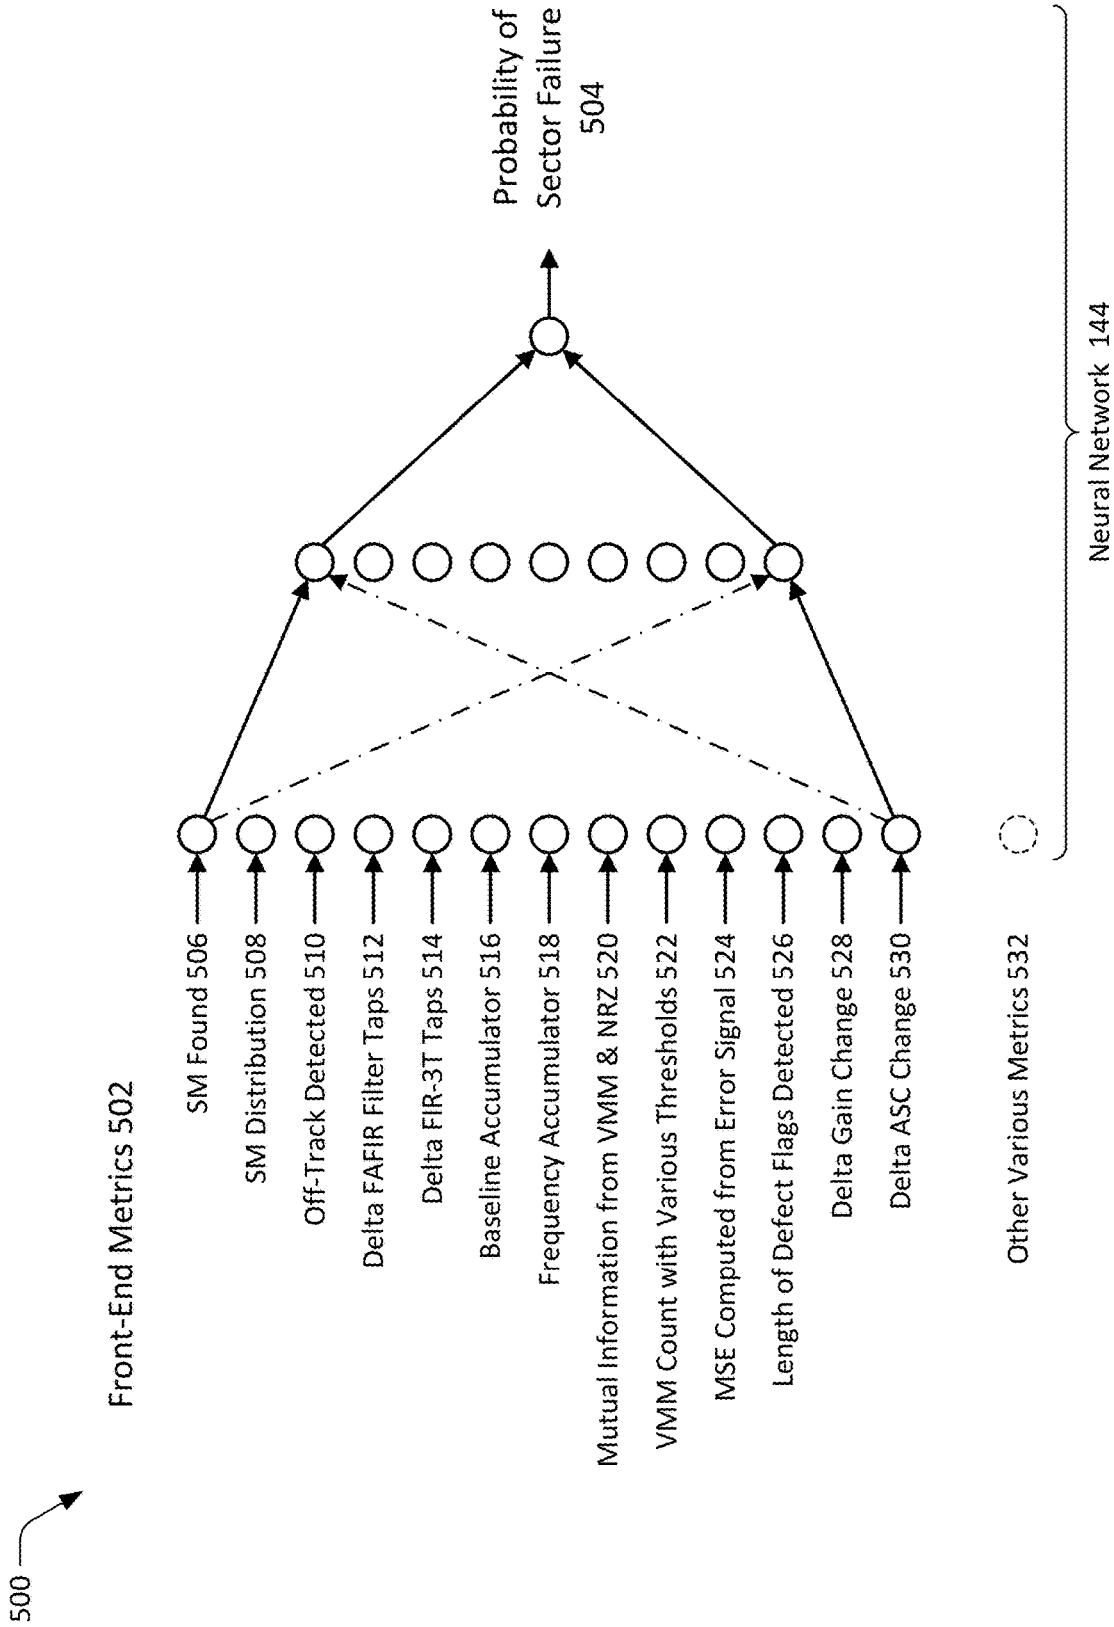 500
Front-End Metrics 502
SM Found 506
SM Distribution 508
Off-Track Detected 510
Delta FAFIR Filter Taps 512
Delta FIR-3T Taps 514
Baseline Accumulator 516
Frequency Accumulator 518
Mutual Information from VMM & NRZ 520
VMM Count with Various Thresholds 522
MSE Computed from Error Signal 524
Length of Defect Flags Detected 526
Delta Gain Change 528
Delta ASC Change 530
Other Various Metrics 532
Probability of
Sector Failure
504
Neural Network 144